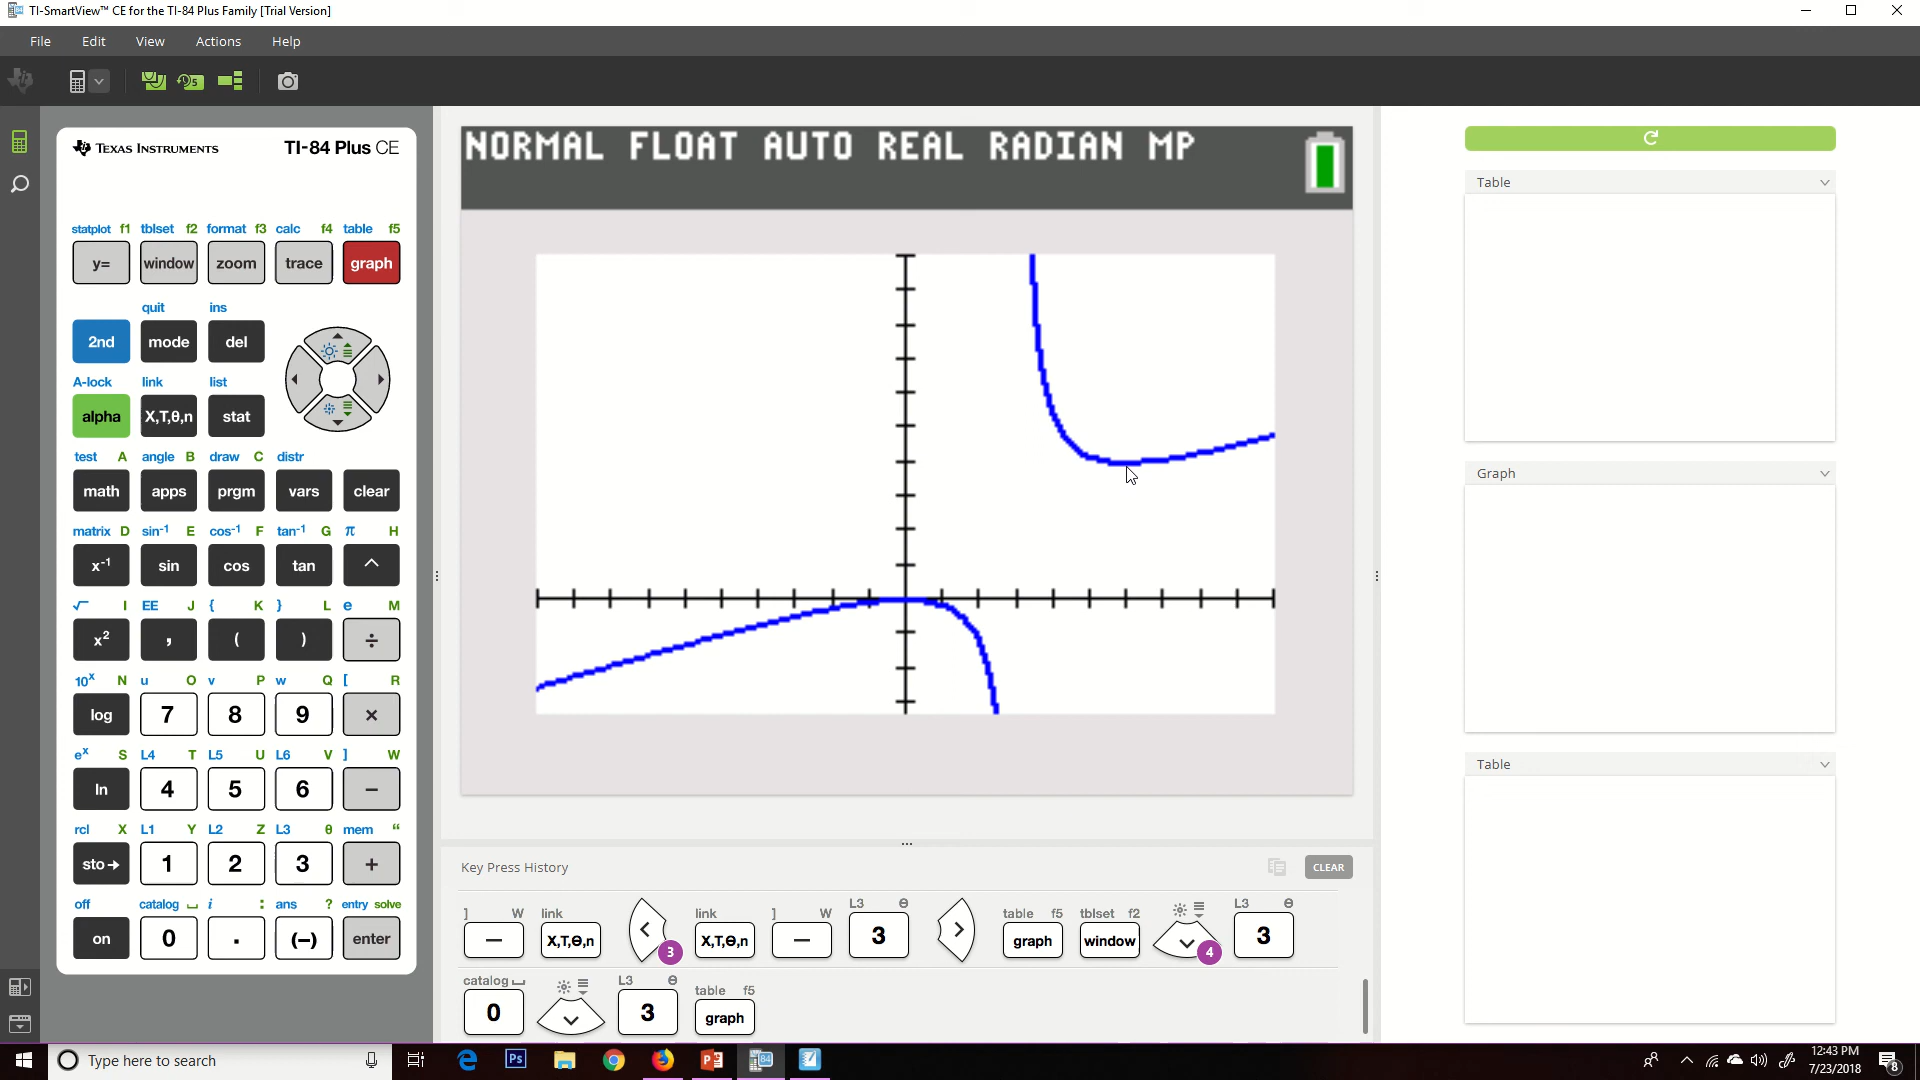 TI-SmartView™ CE for the TI-84 Plus Family [Trial Version]
File Edit View Actions Help
TEXAS INSTRUMENTS TI-84 Plus CE
statplot f1 tblset f2 format f3 calc f4 table f5
y= window zoom trace graph
quit ins
2nd mode del
A-lock link list
alpha X,T,θ,n stat
test A angle B draw C distr
math apps prgm vars clear
matrix D sin-1 E cos-1 F tan-1 G π H
x-1 sin cos tan ^
√ I EE J { K } L e M
x² , ( ) ÷
10x N u O v P w Q [ R
log 7 8 9 ×
ex S L4 T L5 U L6 V ] W
ln 4 5 6 −
rcl X L1 Y L2 Z L3 θ mem “
sto→ 1 2 3 +
off catalog ⎵ i : ans ? entry solve
on 0 . (−) enter
NORMAL FLOAT AUTO REAL RADIAN MP
Key Press History CLEAR
] W link link ] W L3 Θ table f5 tblset f2 L3 Θ
− X,T,Θ,n 3 X,T,Θ,n − 3 graph window 4 3
catalog ⎵ L3 Θ table f5
0 3 graph
Table
Graph
Table
Type here to search
Ps
84
12:43 PM
7/23/2018
8